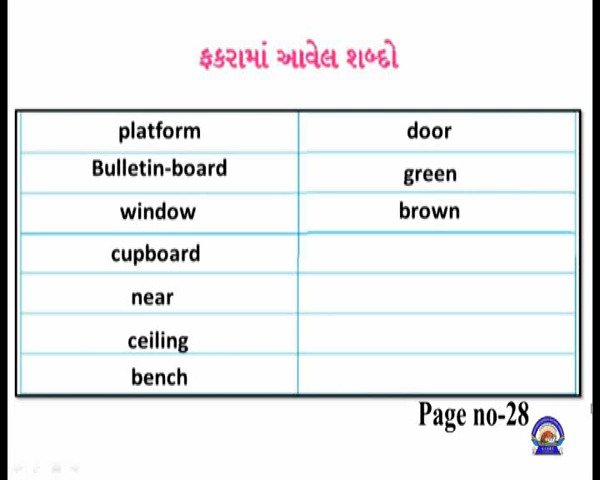 ફકરામાં આવેલ શબ્દો
platform door
Bulletin-board green
window brown
cupboard
near
ceiling
bench
Page no-28